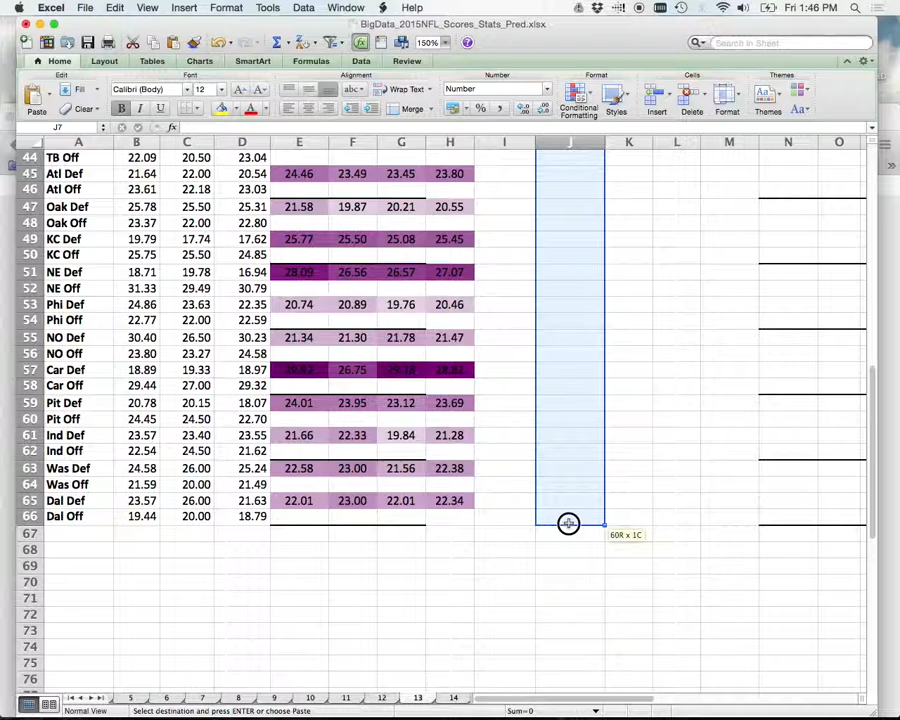 Excel File Edit View Insert Format Tools Data Window Help Fri 1:46 PM
BigData_2015NFL_Scores_Stats_Pred.xlsx
150% Search in Sheet
Home Layout Tables Charts SmartArt Formulas Data Review
Edit Font Alignment Number Format Cells Themes
Fill Calibri (Body) 12 A A abc Wrap Text Number
Paste Clear B I U A Merge % Conditional Formatting Styles Insert Delete Format Themes Aa
J7 fx
A B C D E F G H I J K L M N O
44 TB Off 22.09 20.50 23.04
45 Atl Def 21.64 22.00 20.54 24.46 23.49 23.45 23.80
46 Atl Off 23.61 22.18 23.03
47 Oak Def 25.78 25.50 25.31 21.58 19.87 20.21 20.55
48 Oak Off 23.37 22.00 22.80
49 KC Def 19.79 17.74 17.62 25.77 25.50 25.08 25.45
50 KC Off 25.75 25.50 24.85
51 NE Def 18.71 19.78 16.94 28.09 26.56 26.57 27.07
52 NE Off 31.33 29.49 30.79
53 Phi Def 24.86 23.63 22.35 20.74 20.89 19.76 20.46
54 Phi Off 22.77 22.00 22.59
55 NO Def 30.40 26.50 30.23 21.34 21.30 21.78 21.47
56 NO Off 23.80 23.27 24.58
57 Car Def 18.89 19.33 18.97 26.75 28.82
58 Car Off 29.44 27.00 29.32
59 Pit Def 20.78 20.15 18.07 24.01 23.95 23.12 23.69
60 Pit Off 24.45 24.50 22.70
61 Ind Def 23.57 23.40 23.55 21.66 22.33 19.84 21.28
62 Ind Off 22.54 24.50 21.62
63 Was Def 24.58 26.00 25.24 22.58 23.00 21.56 22.38
64 Was Off 21.59 20.00 21.49
65 Dal Def 23.57 26.00 21.63 22.01 23.00 22.01 22.34
66 Dal Off 19.44 20.00 18.79
67 60R x 1C
68
69
70
71
72
73
74
75
76
5 6 7 8 9 10 11 12 13 14
Normal View Select destination and press ENTER or choose Paste Sum=0